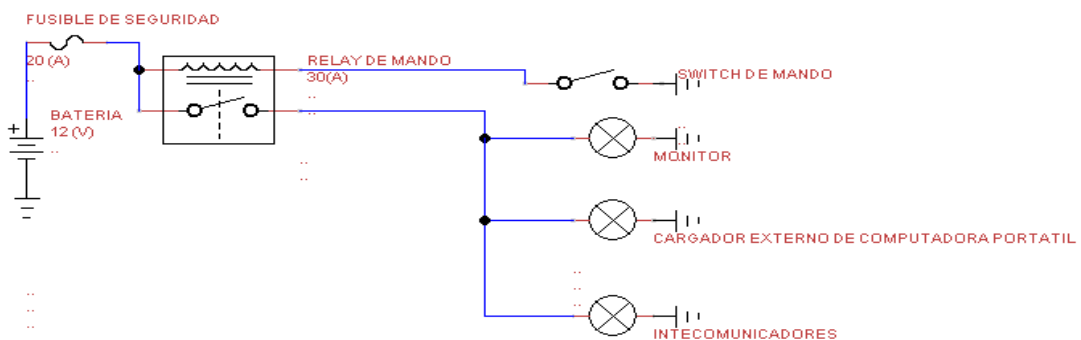 FUSIBLE DE SEGURIDAD
20 (A)
RELAY DE MANDO
30(A)
SWITCH DE MANDO
BATERIA
12 (V)
+
MONITOR
CARGADOR EXTERNO DE COMPUTADORA PORTATIL
INTECOMUNICADORES